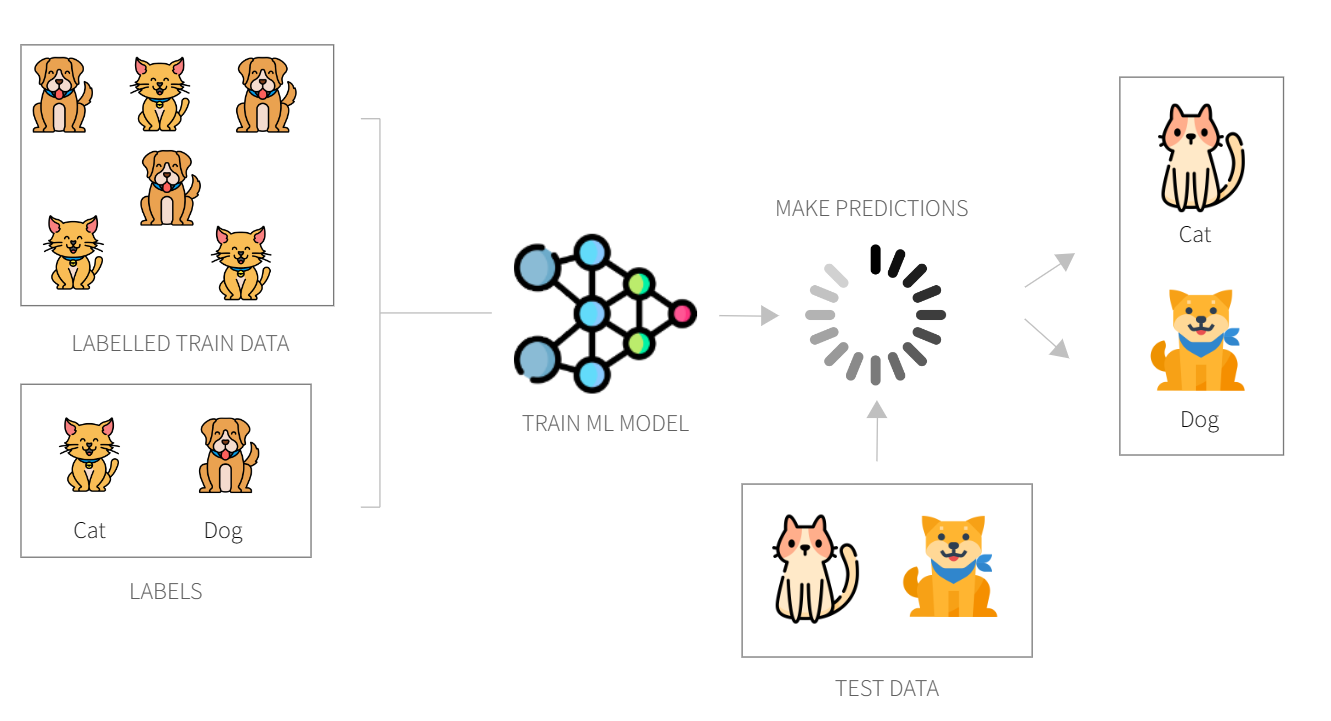 LABELLED TRAIN DATA
Cat
Dog
LABELS
TRAIN ML MODEL
MAKE PREDICTIONS
TEST DATA
Cat
Dog